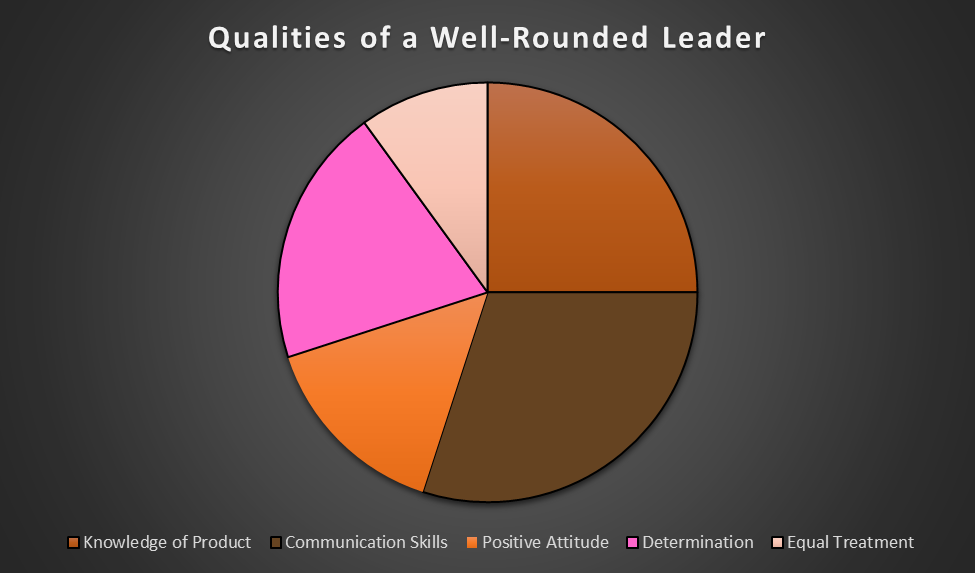 Qualities of a Well-Rounded Leader
Knowledge of Product Communication Skills Positive Attitude Determination Equal Treatment